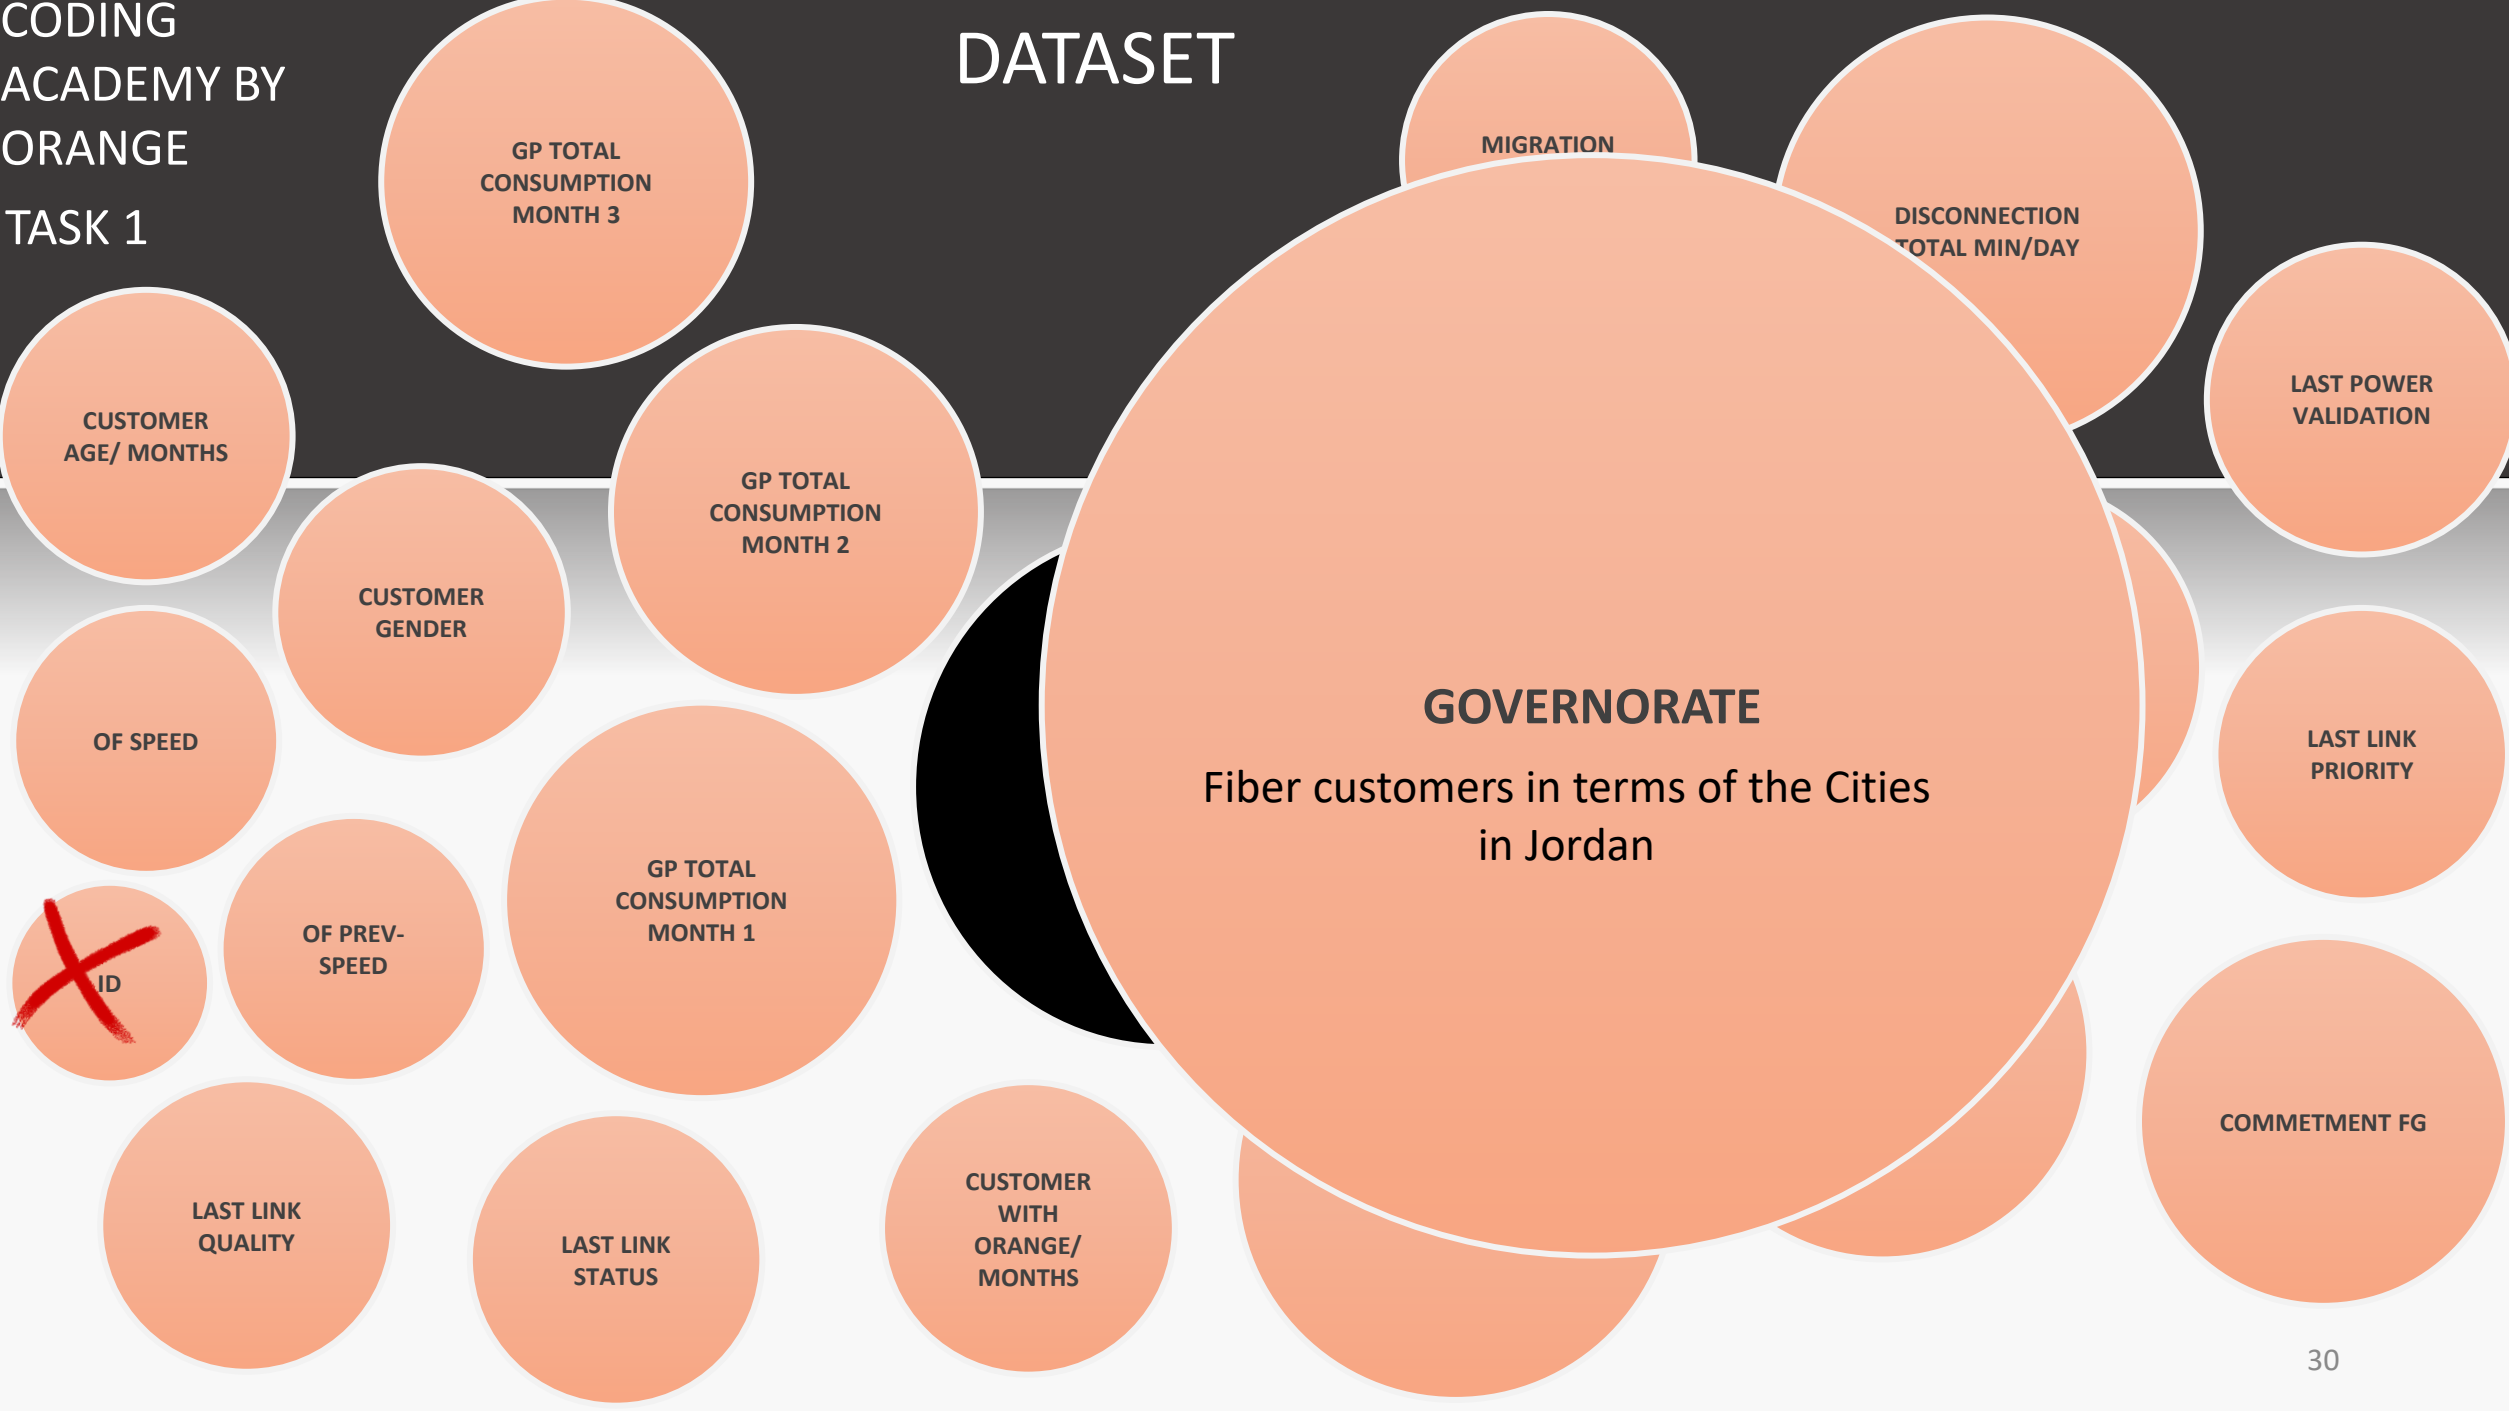 CODING
ACADEMY BY
ORANGE
TASK 1
DATASET
GP TOTAL
CONSUMPTION
MONTH 3
MIGRATION
DISCONNECTION
TOTAL MIN/DAY
LAST POWER
VALIDATION
CUSTOMER
AGE/ MONTHS
GP TOTAL
CONSUMPTION
MONTH 2
CUSTOMER
GENDER
OF SPEED
GOVERNORATE
Fiber customers in terms of the Cities
in Jordan
LAST LINK
PRIORITY
GP TOTAL
CONSUMPTION
MONTH 1
OF PREV-
SPEED
ID
COMMETMENT FG
LAST LINK
QUALITY
LAST LINK
STATUS
CUSTOMER
WITH
ORANGE/
MONTHS
30